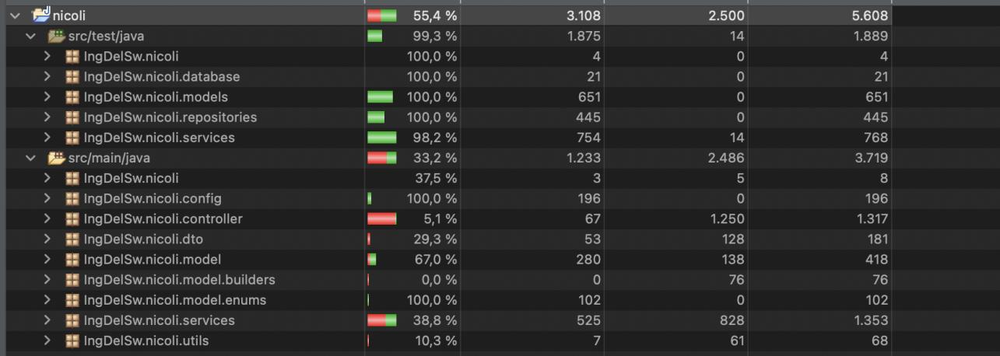 nicoli 55,4 % 3.108 2.500 5.608
src/test/java 99,3 % 1.875 14 1.889
IngDelSw.nicoli 100,0 % 4 0 4
IngDelSw.nicoli.database 100,0 % 21 0 21
IngDelSw.nicoli.models 100,0 % 651 0 651
IngDelSw.nicoli.repositories 100,0 % 445 0 445
IngDelSw.nicoli.services 98,2 % 754 14 768
src/main/java 33,2 % 1.233 2.486 3.719
IngDelSw.nicoli 37,5 % 3 5 8
IngDelSw.nicoli.config 100,0 % 196 0 196
IngDelSw.nicoli.controller 5,1 % 67 1.250 1.317
IngDelSw.nicoli.dto 29,3 % 53 128 181
IngDelSw.nicoli.model 67,0 % 280 138 418
IngDelSw.nicoli.model.builders 0,0 % 0 76 76
IngDelSw.nicoli.model.enums 100,0 % 102 0 102
IngDelSw.nicoli.services 38,8 % 525 828 1.353
IngDelSw.nicoli.utils 10,3 % 7 61 68